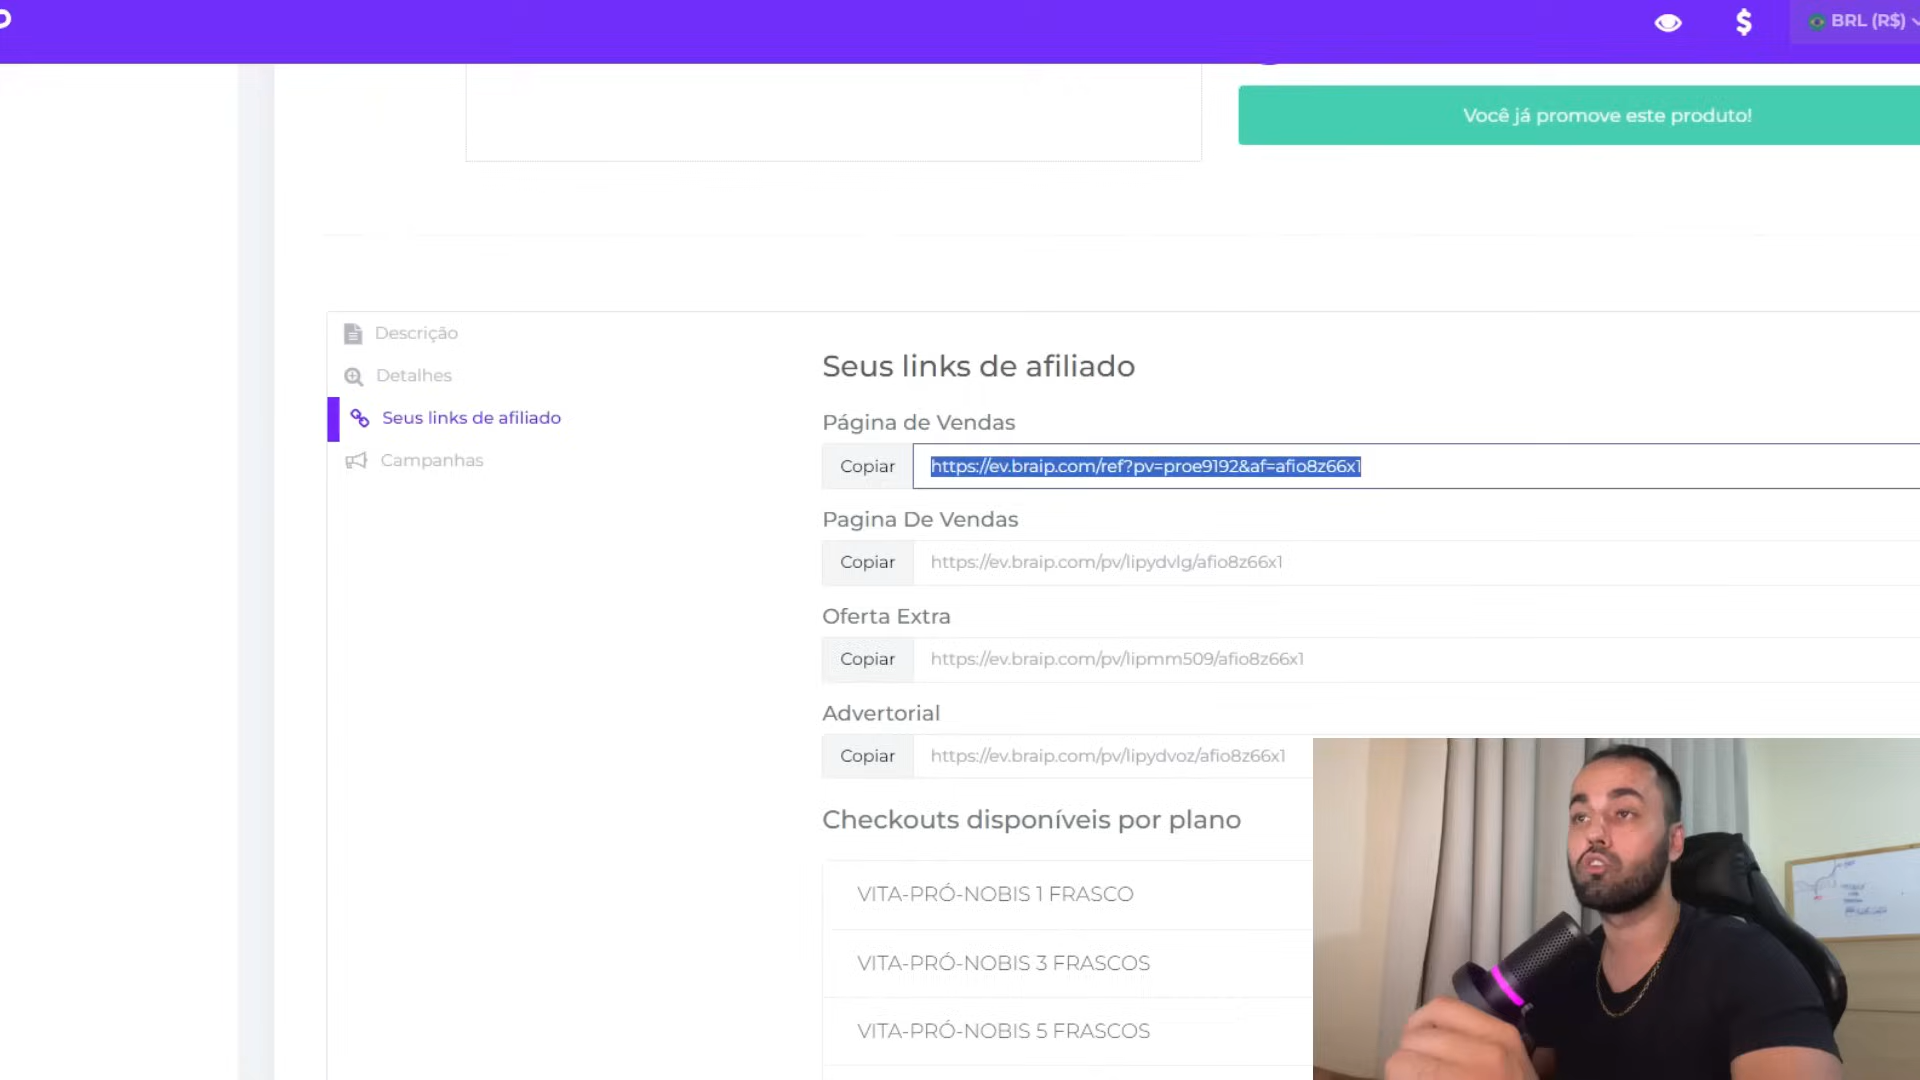 BRL (R$)
Você já promove este produto!
Descrição
Detalhes
Seus links de afiliado
Campanhas
Seus links de afiliado
Página de Vendas
Copiar https://ev.braip.com/ref?pv=proe9192&af=afio8z66x1
Pagina De Vendas
Copiar https://ev.braip.com/pv/lipydvlg/afio8z66x1
Oferta Extra
Copiar https://ev.braip.com/pv/lipmm509/afio8z66x1
Advertorial
Copiar https://ev.braip.com/pv/lipydvoz/afio8z66x1
Checkouts disponíveis por plano
VITA-PRÓ-NOBIS 1 FRASCO
VITA-PRÓ-NOBIS 3 FRASCOS
VITA-PRÓ-NOBIS 5 FRASCOS